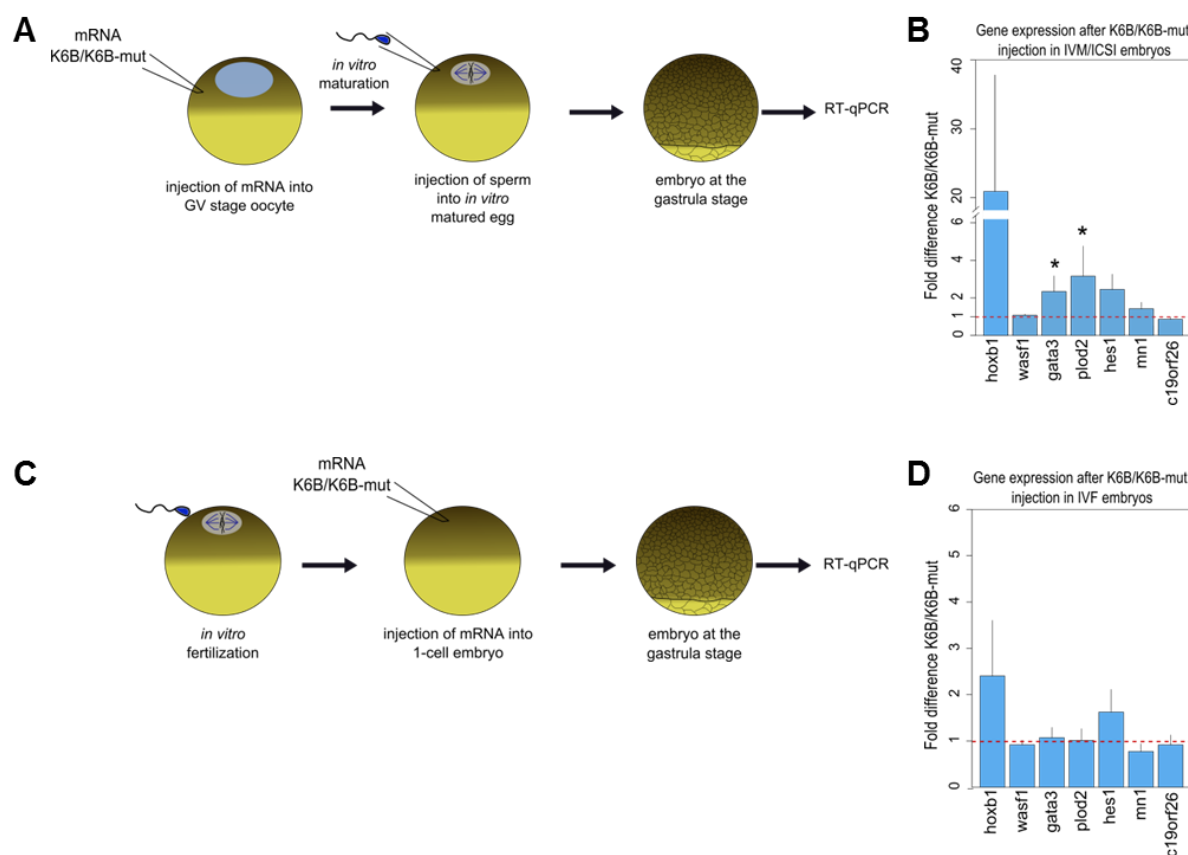 A
mRNA
K6B/K6B-mut
in vitro
maturation
RT-qPCR
injection of mRNA into
GV stage oocyte
injection of sperm
into in vitro
matured egg
embryo at the
gastrula stage
B
Gene expression after K6B/K6B-mut
injection in IVM/ICSI embryos
Fold difference K6B/K6B-mut
40
30
20
6
4
2
1
0
*
*
hoxb1
wasf1
gata3
plod2
hes1
mn1
c19orf26
C
mRNA
K6B/K6B-mut
RT-qPCR
in vitro
fertilization
injection of mRNA into
1-cell embryo
embryo at the
gastrula stage
D
Gene expression after K6B/K6B-mut
injection in IVF embryos
Fold difference K6B/K6B-mut
6
5
4
3
2
1
0
hoxb1
wasf1
gata3
plod2
hes1
mn1
c19orf26